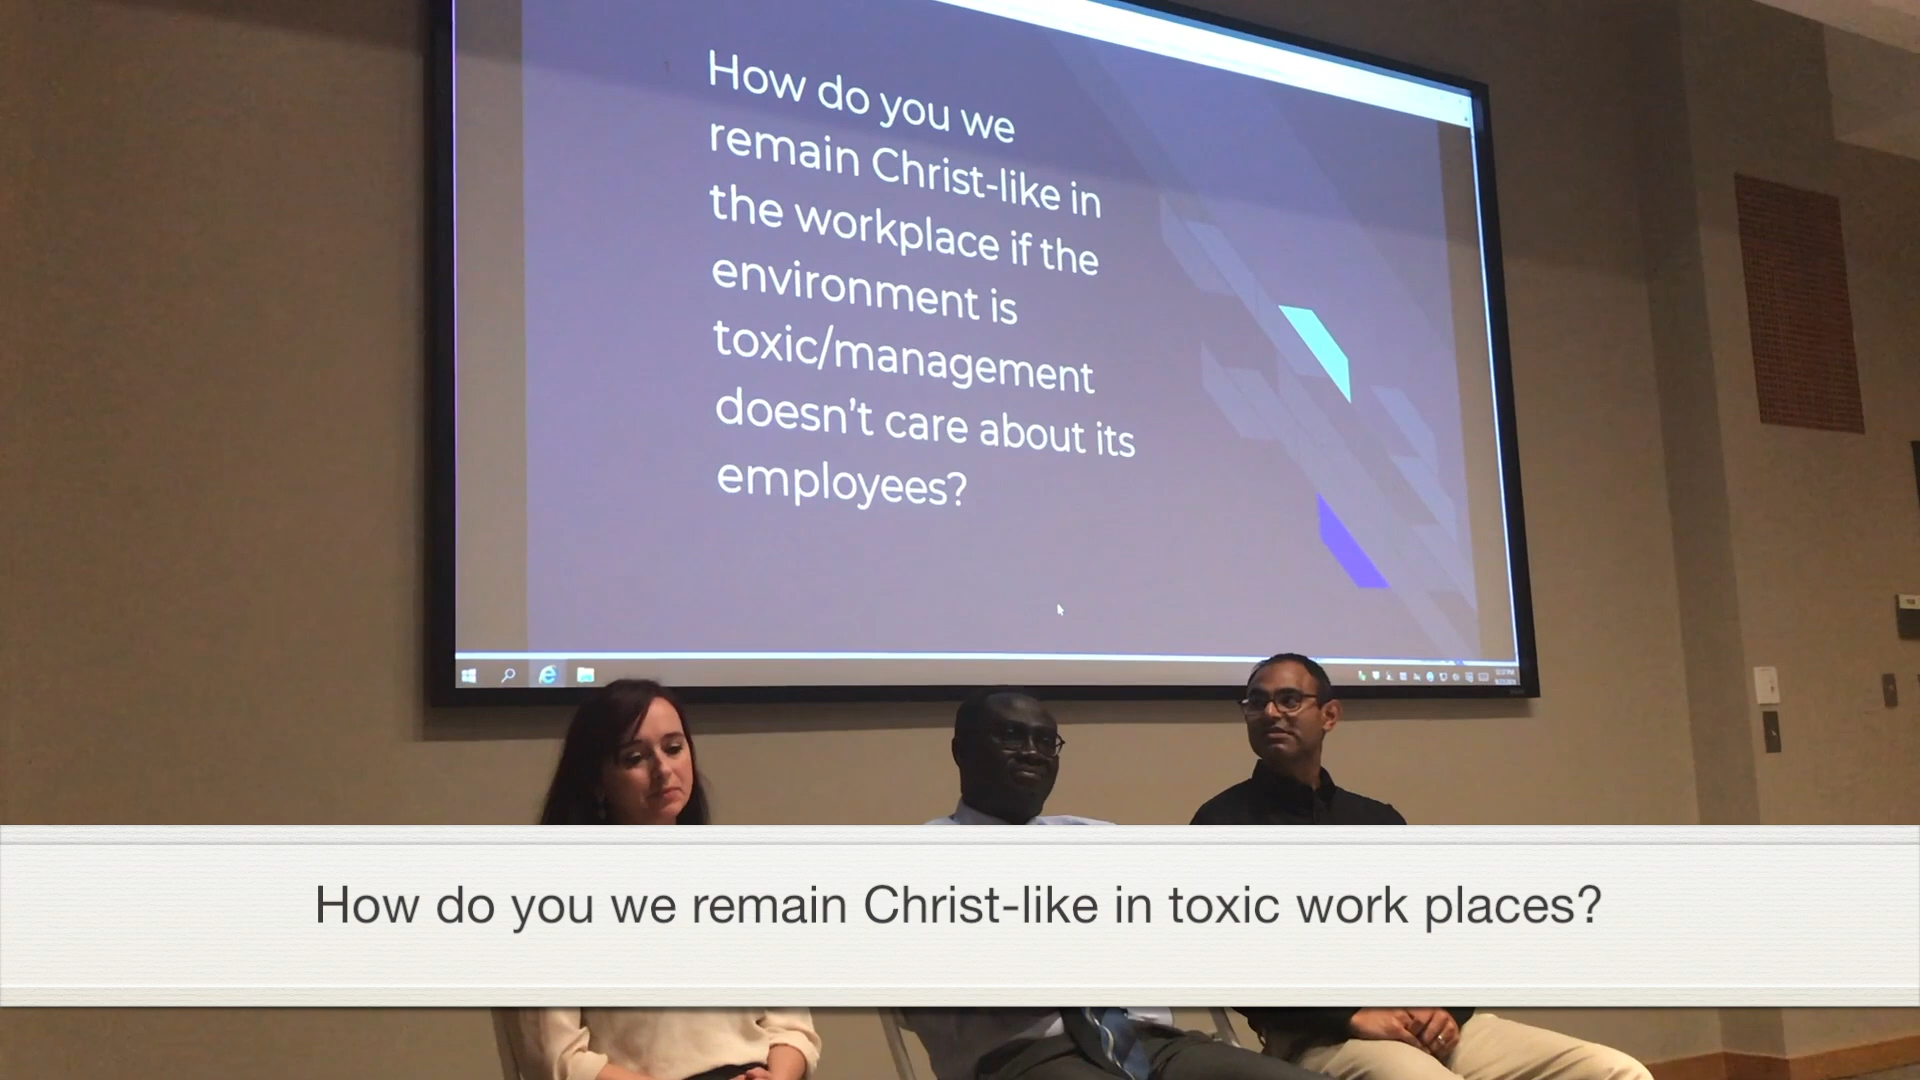 How do you we
remain Christ-like in
the workplace if the
environment is
toxic/management
doesn't care about its
employees?
How do you we remain Christ-like in toxic work places?